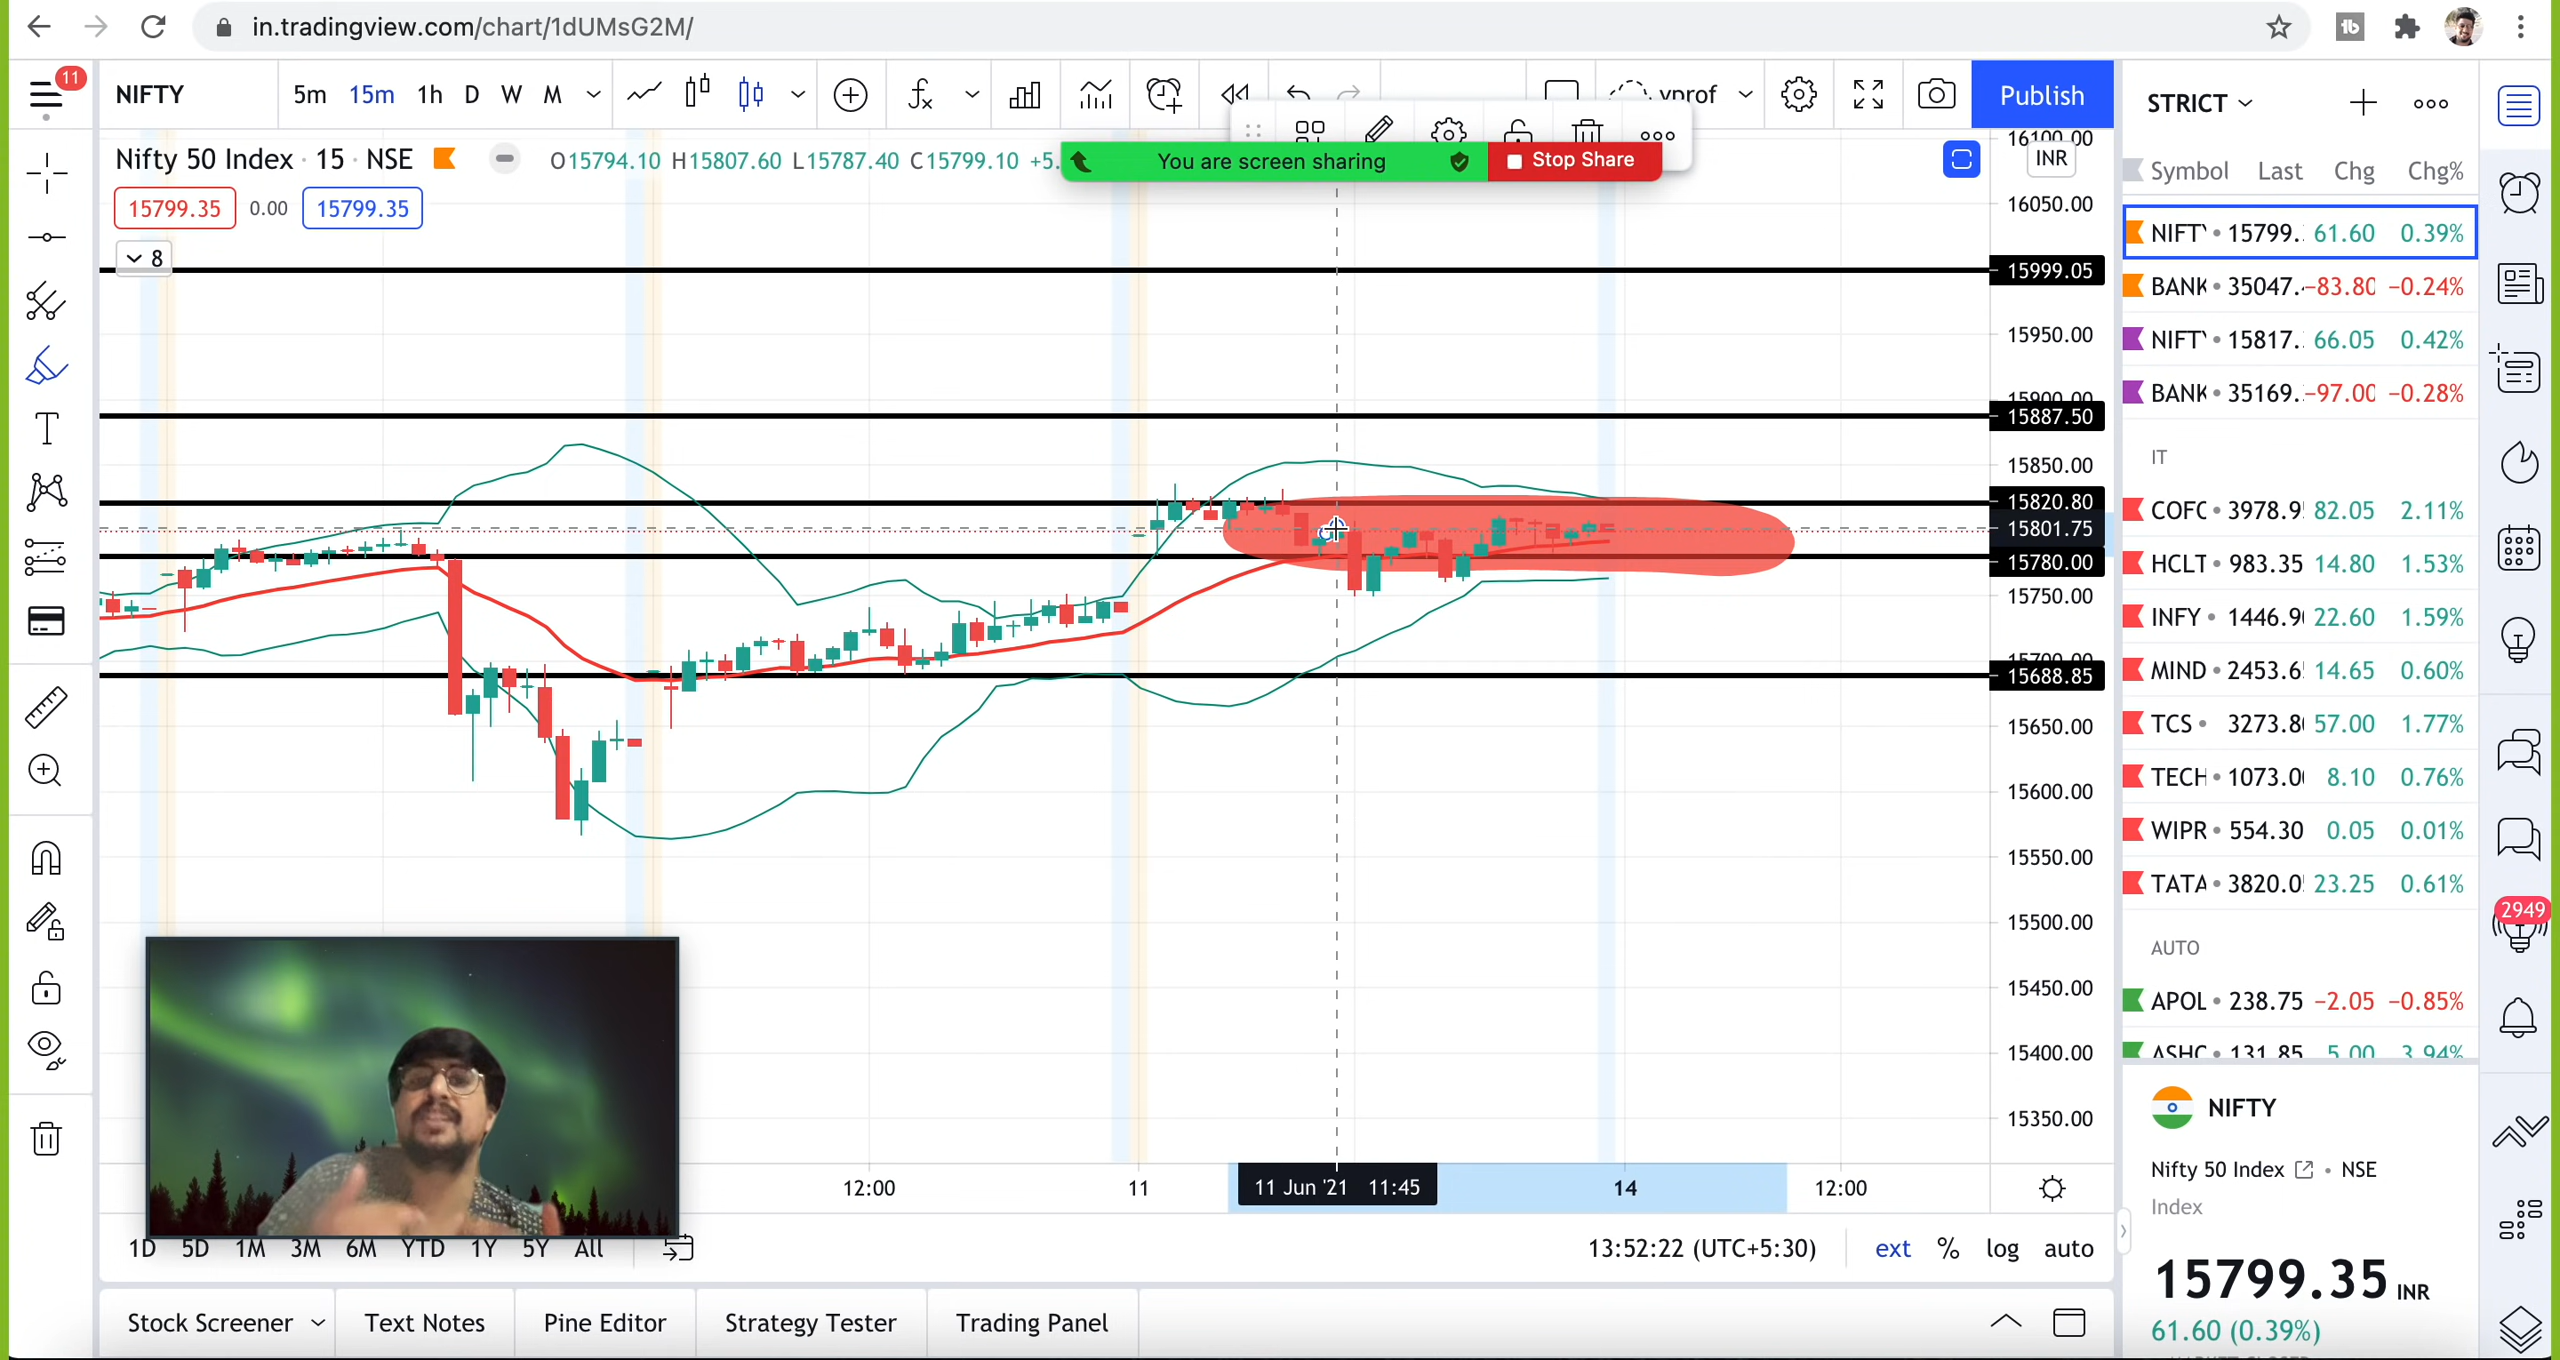 in.tradingview.com/chart/1dUMsG2M/
11
NIFTY
5m 15m 1h D W M
Publish
STRICT
Nifty 50 Index · 15 · NSE
O15794.10 H15807.60 L15787.40 C15799.10 +5.
You are screen sharing
Stop Share
INR
15799.35 0.00 15799.35
8
16100.00
16050.00
15999.05
15950.00
15900.00
15887.50
15850.00
15820.80
15801.75
15780.00
15750.00
15700.00
15688.85
15650.00
15600.00
15550.00
15500.00
15450.00
15400.00
15350.00
Symbol Last Chg Chg%
NIFTY 15799. 61.60 0.39%
BANK 35047. −83.80 −0.24%
NIFTY 15817. 66.05 0.42%
BANK 35169. −97.00 −0.28%
IT
COFO 3978.9 82.05 2.11%
HCLT 983.35 14.80 1.53%
INFY 1446.90 22.60 1.59%
MIND 2453.6 14.65 0.60%
TCS 3273.80 57.00 1.77%
TECH 1073.00 8.10 0.76%
WIPR 554.30 0.05 0.01%
TATA 3820.0 23.25 0.61%
AUTO
APOL 238.75 −2.05 −0.85%
ASHO 131.85 5.00 3.94%
2949
12:00 11 11 Jun '21 11:45 14 12:00
1D 5D 1M 3M 6M YTD 1Y 5Y All
13:52:22 (UTC+5:30) ext % log auto
Stock Screener Text Notes Pine Editor Strategy Tester Trading Panel
NIFTY
Nifty 50 Index · NSE
Index
15799.35 INR
61.60 (0.39%)